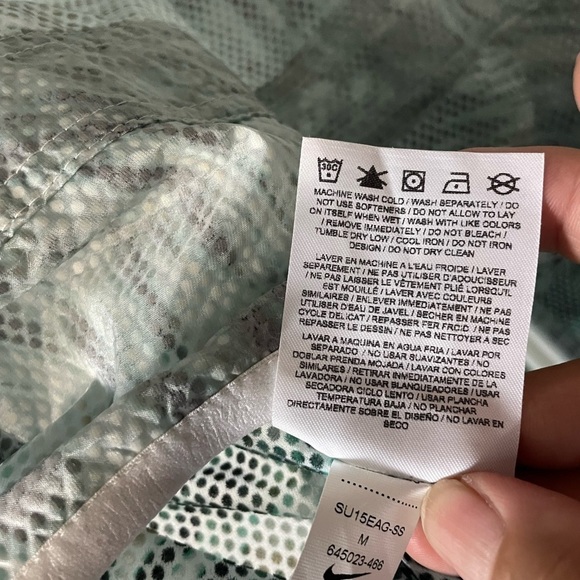 30C
MACHINE WASH COLD / WASH SEPARATELY / DO
NOT USE SOFTENERS / DO NOT ALLOW TO LAY
ON ITSELF WHEN WET / WASH WITH LIKE COLORS
/ REMOVE IMMEDIATELY / DO NOT BLEACH /
TUMBLE DRY LOW / COOL IRON / DO NOT IRON
DESIGN / DO NOT DRY CLEAN
LAVER EN MACHINE A L'EAU FROIDE / LAVER
SEPAREMENT / NE PAS UTILISER D'ADOUCISSEUR
/ NE PAS LAISSER LE VÊTEMENT PLIÉ LORSQU'IL
EST MOUILLÉ / LAVER AVEC COULEURS
SIMILAIRES / ENLEVER IMMEDIATEMENT / NE PAS
UTILISER D'EAU DE JAVEL / SECHER EN MACHINE
CYCLE DELICAT / REPASSER FER FROID / NE PAS
REPASSER LE DESSIN / NE PAS NETTOYER A SEC
LAVAR A MAQUINA EN AGUA FRIA / LAVAR POR
SEPARADO / NO USAR SUAVIZANTES / NO
DOBLAR PRENDA MOJADA / LAVAR CON COLORES
SIMILARES / RETIRAR INMEDIATAMENTE DE LA
LAVADORA / NO USAR BLANQUEADORES / USAR
SECADORA CICLO LENTO / USAR PLANCHA
TEMPERATURA BAJA / NO PLANCHAR
DIRECTAMENTE SOBRE EL DISEÑO / NO LAVAR EN
SECO
SU15EAG-SS
M
645023-466